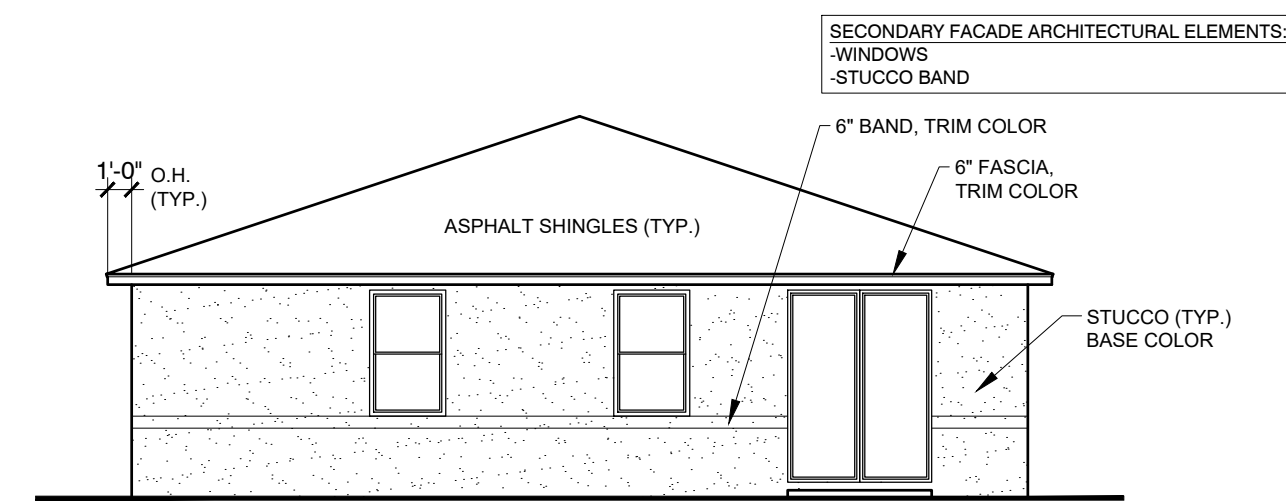 SECONDARY FACADE ARCHITECTURAL ELEMENTS:
-WINDOWS
-STUCCO BAND
6" BAND, TRIM COLOR
1'-0" O.H.
(TYP.)
6" FASCIA,
TRIM COLOR
ASPHALT SHINGLES (TYP.)
STUCCO (TYP.)
BASE COLOR